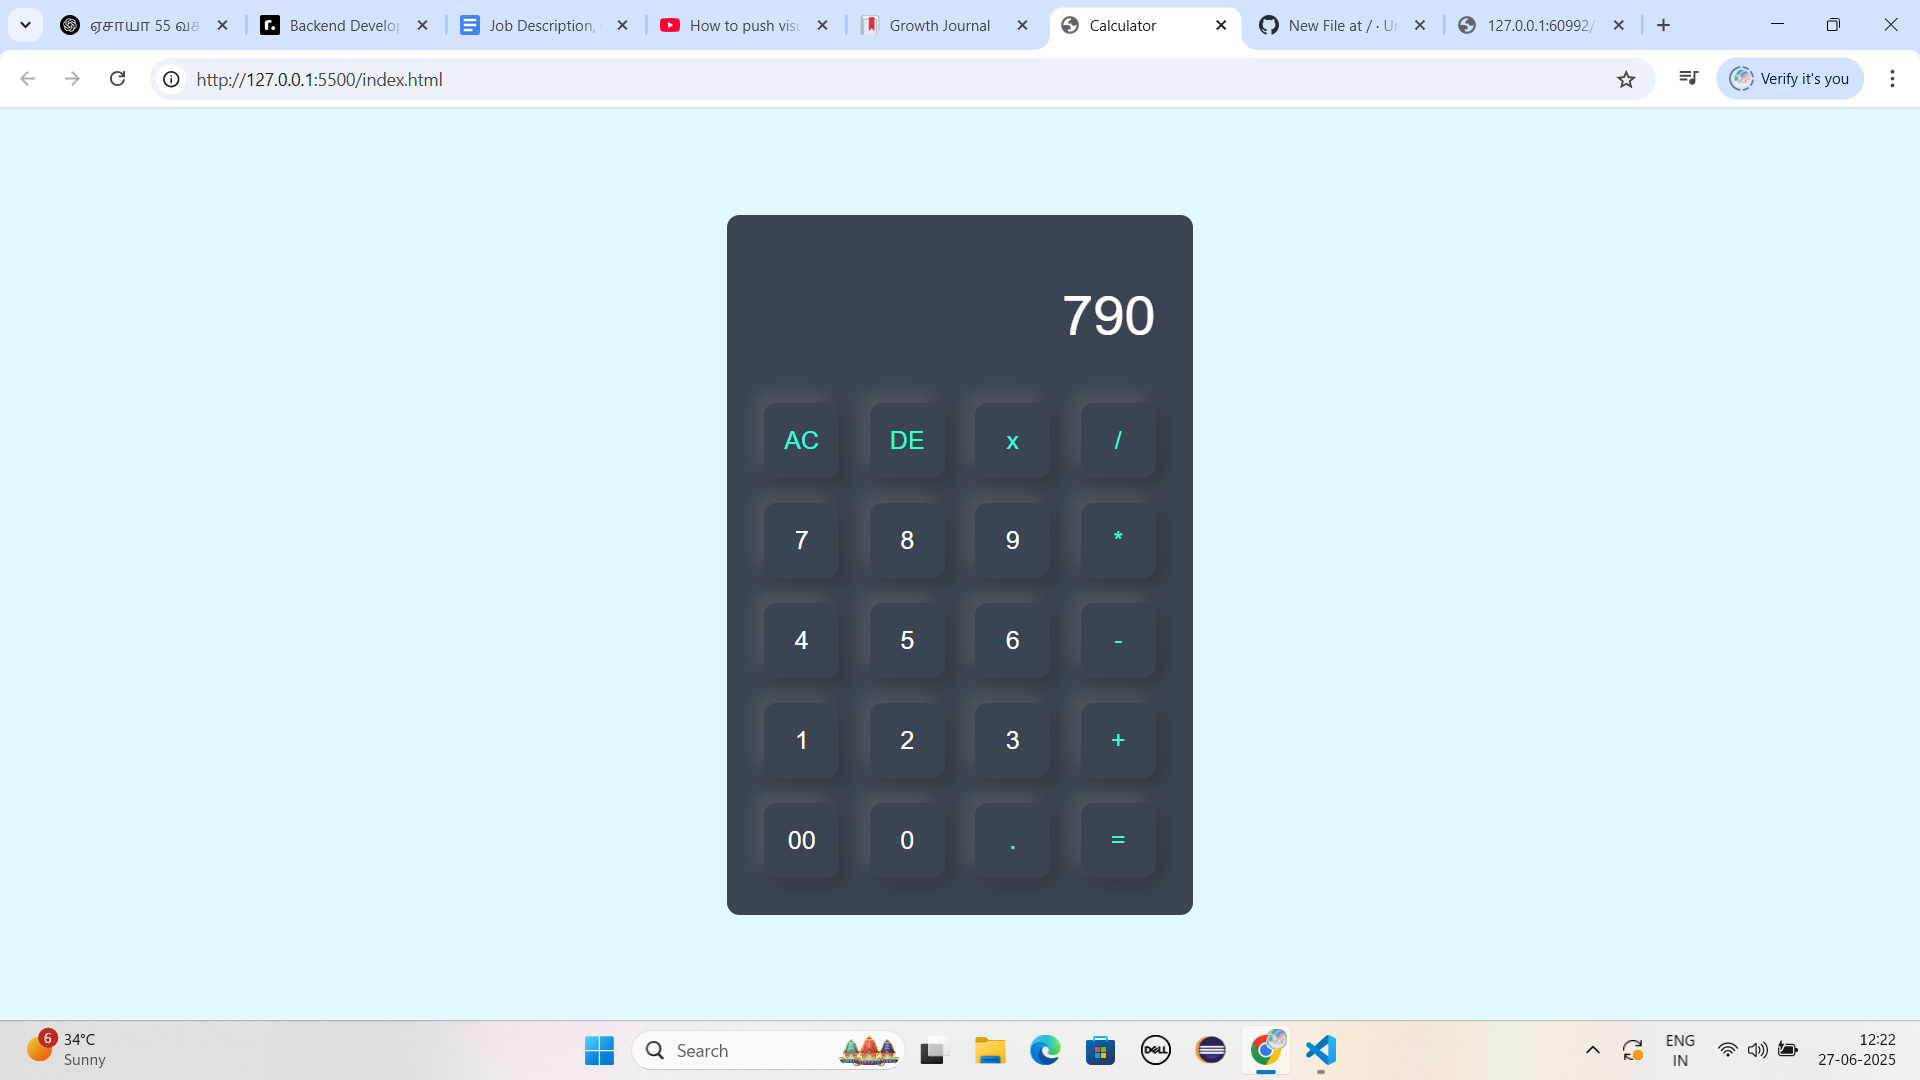 ஏசாயா 55 வச
Backend Develop
Job Description,
How to push visu
Growth Journal
Calculator
New File at / · Ur
127.0.0.1:60992/
http://127.0.0.1:5500/index.html
Verify it's you
790
AC DE x /
7 8 9 *
4 5 6 -
1 2 3 +
00 0 . =
6
34°C
Sunny
Search
DELL
ENG
IN
12:22
27-06-2025